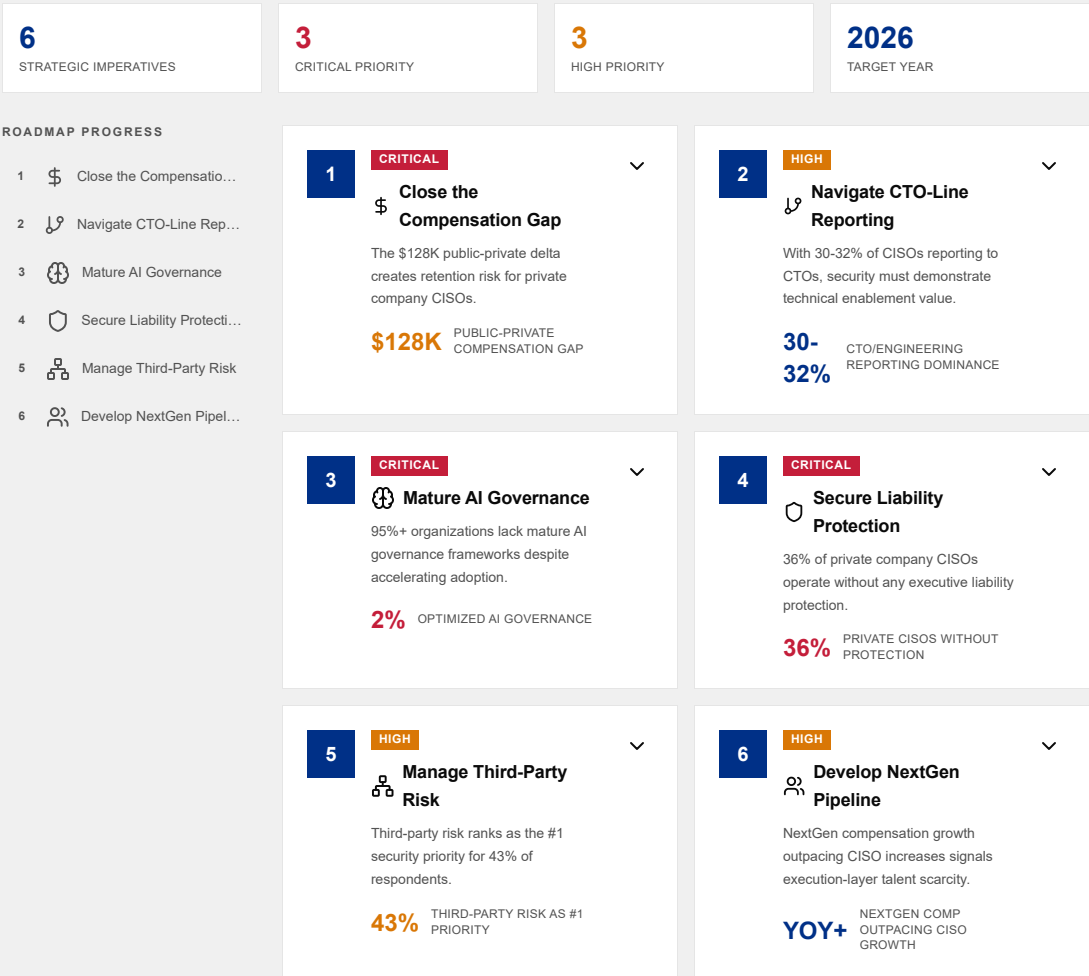 6
STRATEGIC IMPERATIVES
3
CRITICAL PRIORITY
3
HIGH PRIORITY
2026
TARGET YEAR
ROADMAP PROGRESS
1 Close the Compensatio…
2 Navigate CTO-Line Rep…
3 Mature AI Governance
4 Secure Liability Protecti…
5 Manage Third-Party Risk
6 Develop NextGen Pipel…
1
CRITICAL
Close the
Compensation Gap
The $128K public-private delta
creates retention risk for private
company CISOs.
$128K
PUBLIC-PRIVATE
COMPENSATION GAP
2
HIGH
Navigate CTO-Line
Reporting
With 30-32% of CISOs reporting to
CTOs, security must demonstrate
technical enablement value.
30-
32%
CTO/ENGINEERING
REPORTING DOMINANCE
3
CRITICAL
Mature AI Governance
95%+ organizations lack mature AI
governance frameworks despite
accelerating adoption.
2% OPTIMIZED AI GOVERNANCE
4
CRITICAL
Secure Liability
Protection
36% of private company CISOs
operate without any executive liability
protection.
36%
PRIVATE CISOS WITHOUT
PROTECTION
5
HIGH
Manage Third-Party
Risk
Third-party risk ranks as the #1
security priority for 43% of
respondents.
43%
THIRD-PARTY RISK AS #1
PRIORITY
6
HIGH
Develop NextGen
Pipeline
NextGen compensation growth
outpacing CISO increases signals
execution-layer talent scarcity.
YOY+
NEXTGEN COMP
OUTPACING CISO
GROWTH